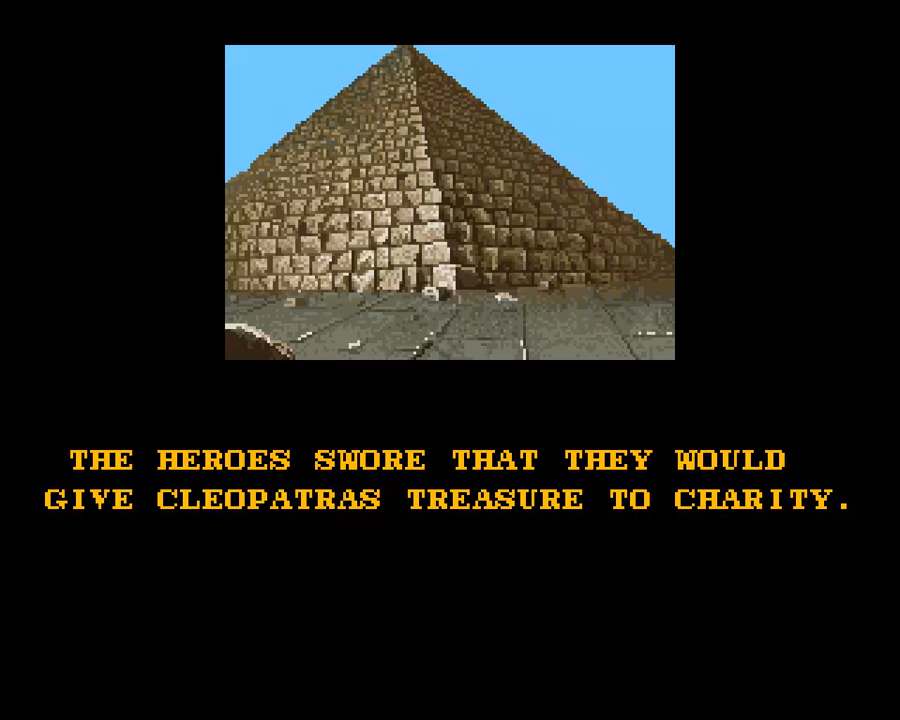 THE HEROES SWORE THAT THEY WOULD
GIVE CLEOPATRAS TREASURE TO CHARITY.